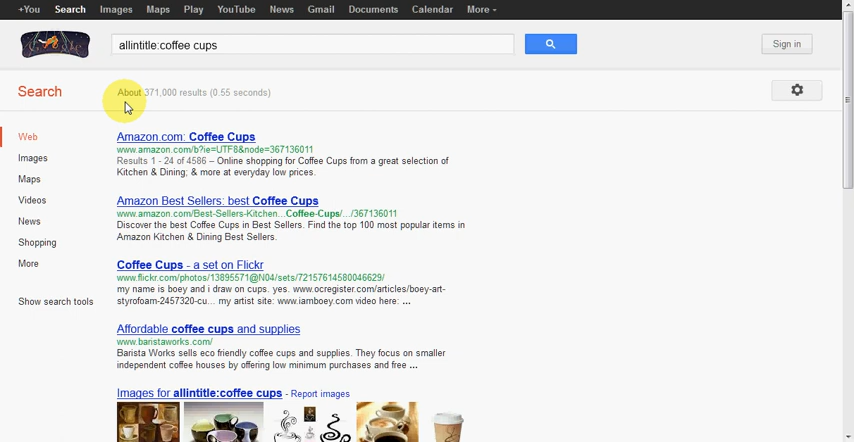 +You Search Images Maps Play YouTube News Gmail Documents Calendar More
allintitle:coffee cups
Sign in
Search
About 371,000 results (0.55 seconds)
Web
Images
Maps
Videos
News
Shopping
More
Show search tools
Amazon.com: Coffee Cups
www.amazon.com/b?ie=UTF8&node=367136011
Results 1 - 24 of 4586 – Online shopping for Coffee Cups from a great selection of
Kitchen & Dining; & more at everyday low prices.
Amazon Best Sellers: best Coffee Cups
www.amazon.com/Best-Sellers-Kitchen...Coffee-Cups/.../367136011
Discover the best Coffee Cups in Best Sellers. Find the top 100 most popular items in
Amazon Kitchen & Dining Best Sellers.
Coffee Cups - a set on Flickr
www.flickr.com/photos/13895571@N04/sets/72157614580046629/
my name is boey and i draw on cups. yes. www.ocregister.com/articles/boey-art-
styrofoam-2457320-cu... my artist site: www.iamboey.com video here: ...
Affordable coffee cups and supplies
www.baristaworks.com/
Barista Works sells eco friendly coffee cups and supplies. They focus on smaller
independent coffee houses by offering low minimum purchases and free ...
Images for allintitle:coffee cups - Report images